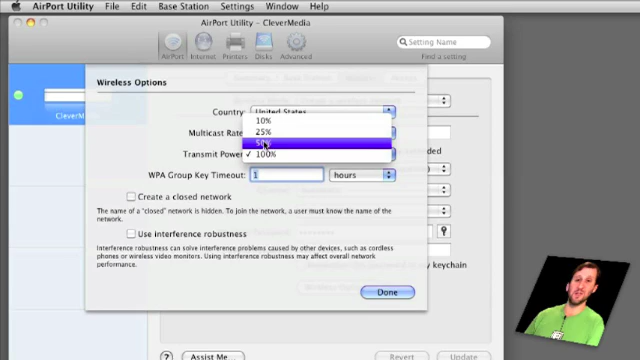 AirPort Utility File Edit Base Station Settings Window Help
AirPort Utility – CleverMedia
AirPort Internet Printers Disks Advanced
Setting Name
Find a setting
Wireless Options
Country: United States
10%
Multicast Rate 25%
50%
Transmit Power ✓ 100%
CleverM
WPA Group Key Timeout: 1 hours
Create a closed network
The name of a "closed" network is hidden. To join the network, a user must know the name of the
network.
Use interference robustness
Interference robustness can solve interference problems caused by other devices, such as cordless
phones or wireless video monitors. Using interference robustness may affect overall network
performance.
my keychain
Done
Assist Me... Revert Update